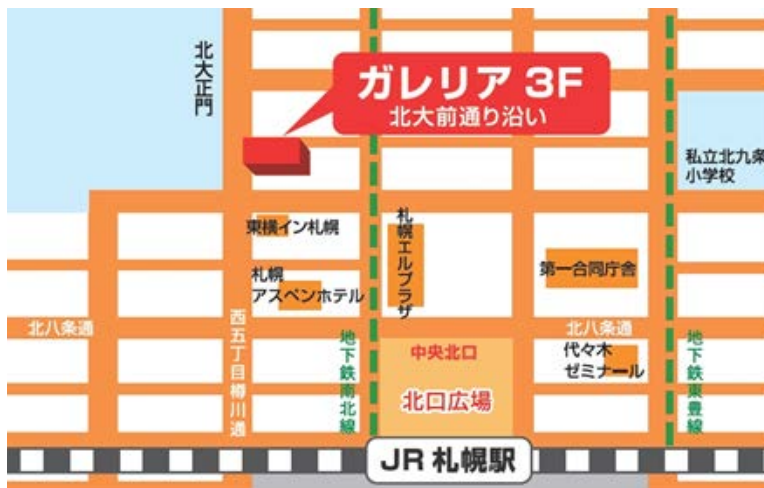 北大正門
ガレリア 3F
北大前通り沿い
私立北九条
小学校
東横イン札幌
札幌エルプラザ
第一合同庁舎
札幌
アスペンホテル
北八条通
西五丁目樽川通
地下鉄南北線
中央北口
北口広場
北八条通
代々木
ゼミナール
地下鉄東豊線
JR 札幌駅